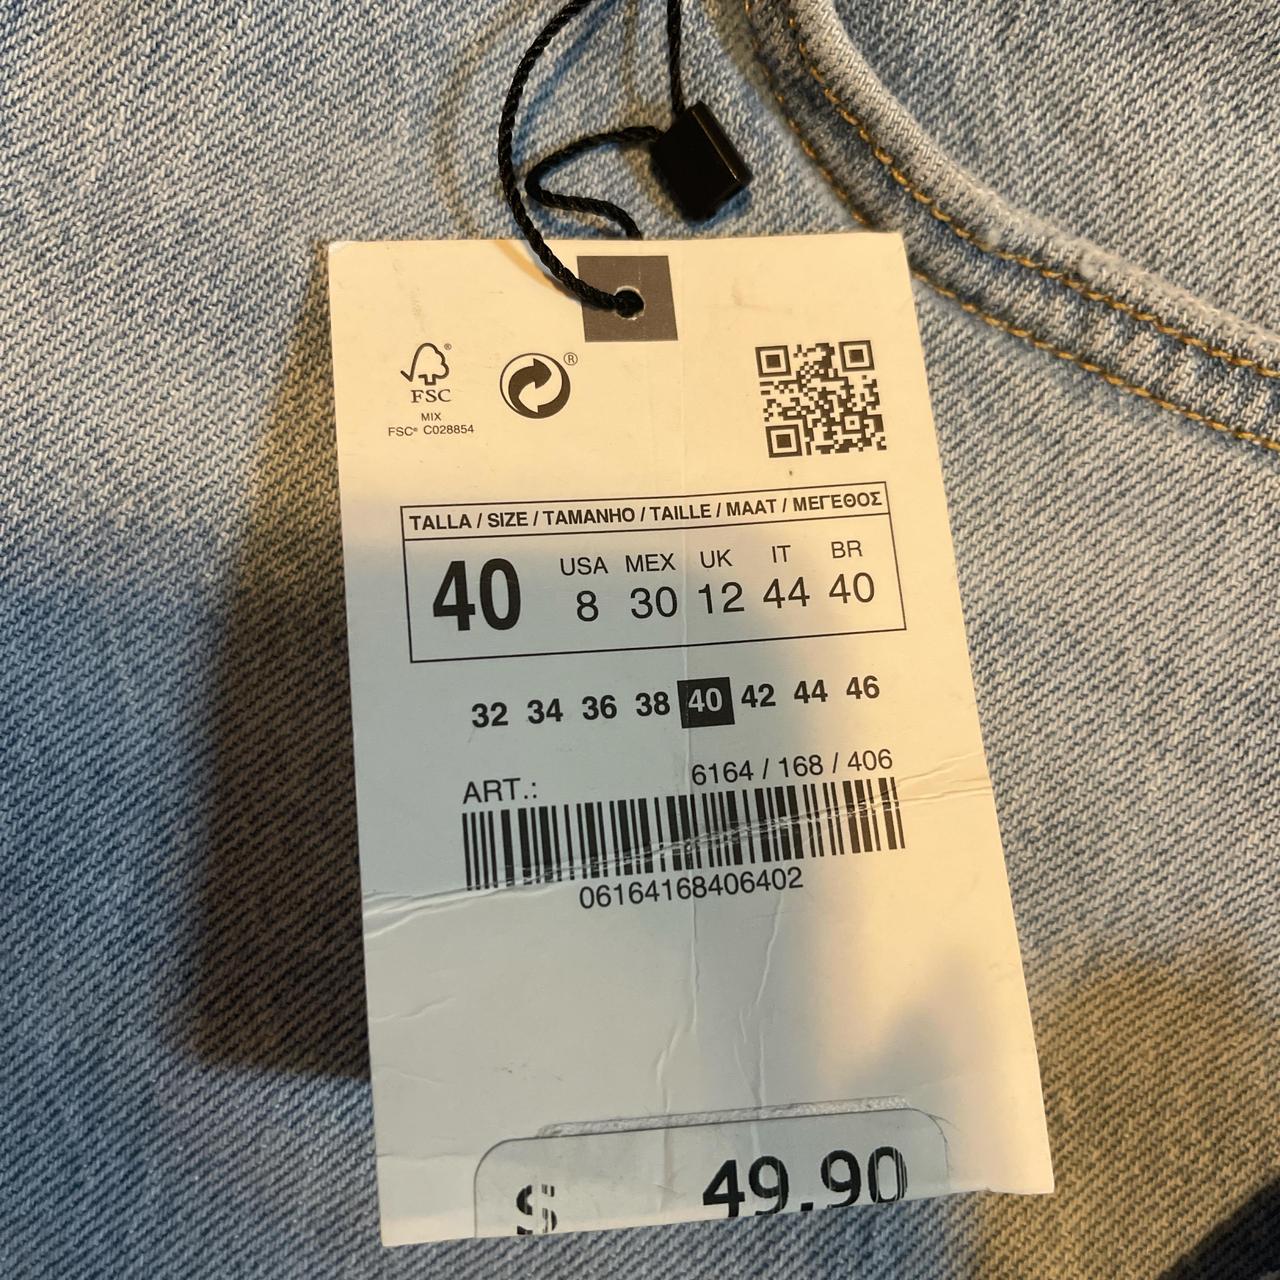 FSC®
MIX
FSC® C028854
®
TALLA / SIZE / TAMANHO / TAILLE / MAAT / ΜΕΓΕΘΟΣ
40 USA MEX UK IT BR
8 30 12 44 40
32 34 36 38 40 42 44 46
ART.: 6164 / 168 / 406
06164168406402
$ 49.90